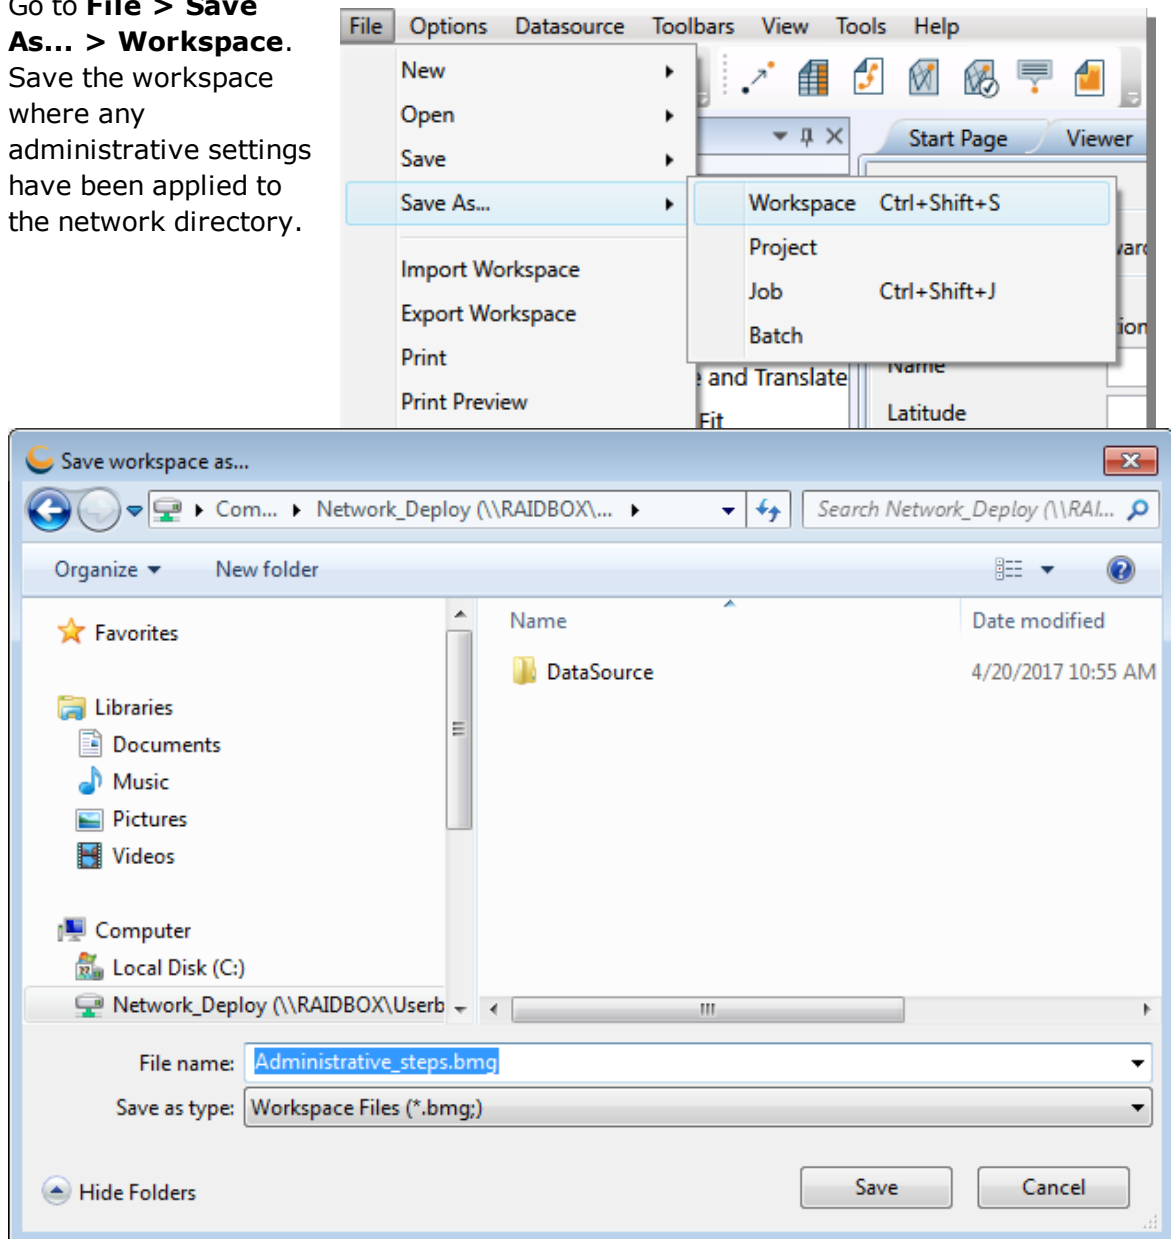 Go to File > Save
As... > Workspace.
Save the workspace
where any
administrative settings
have been applied to
the network directory.
File Options Datasource Toolbars View Tools Help
New
Open
Save
Save As...
Import Workspace
Export Workspace
Print
Print Preview
Start Page Viewer
Workspace Ctrl+Shift+S
Project
Job Ctrl+Shift+J
Batch
and Translate
Fit
Name
Latitude
Save workspace as...
Com... Network_Deploy (\\RAIDBOX\... Search Network_Deploy (\\RAI...
Organize New folder
Favorites
Libraries
Documents
Music
Pictures
Videos
Computer
Local Disk (C:)
Network_Deploy (\\RAIDBOX\Userb
Name Date modified
DataSource 4/20/2017 10:55 AM
File name: Administrative_steps.bmg
Save as type: Workspace Files (*.bmg;)
Hide Folders Save Cancel